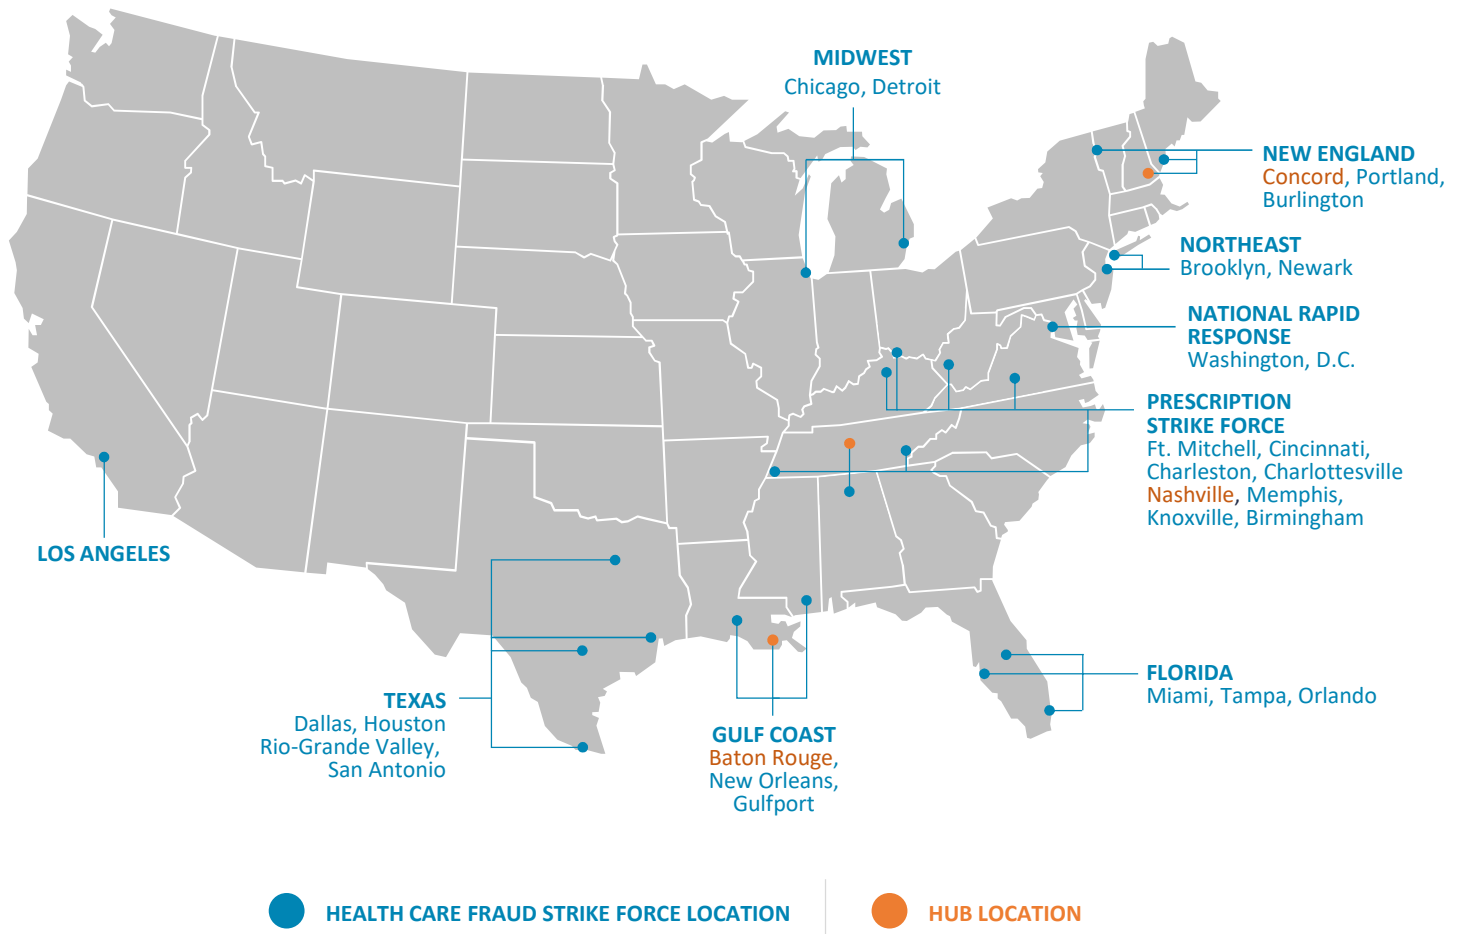 MIDWEST
Chicago, Detroit
NEW ENGLAND
Concord, Portland,
Burlington
NORTHEAST
Brooklyn, Newark
NATIONAL RAPID
RESPONSE
Washington, D.C.
PRESCRIPTION
STRIKE FORCE
Ft. Mitchell, Cincinnati,
Charleston, Charlottesville
Nashville, Memphis,
Knoxville, Birmingham
LOS ANGELES
TEXAS
Dallas, Houston
Rio-Grande Valley,
San Antonio
GULF COAST
Baton Rouge,
New Orleans,
Gulfport
FLORIDA
Miami, Tampa, Orlando
HEALTH CARE FRAUD STRIKE FORCE LOCATION
HUB LOCATION